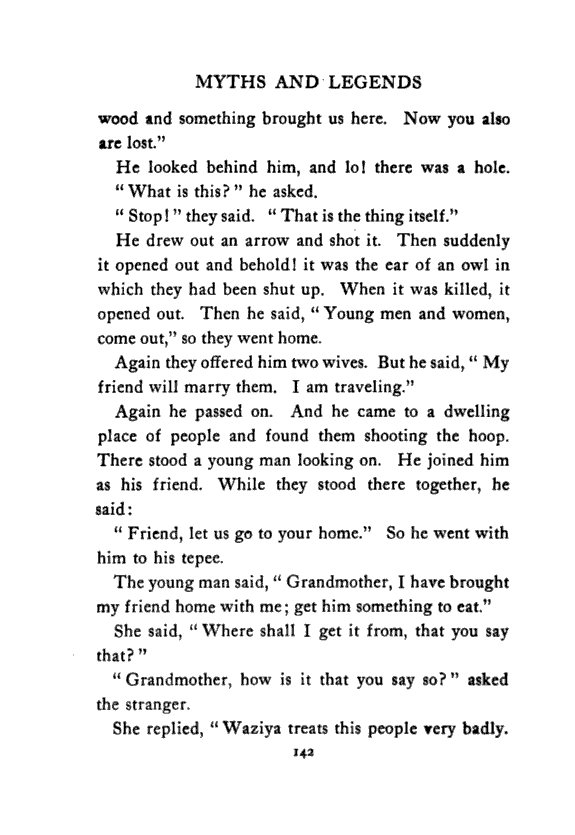 MYTHS AND LEGENDS
wood and something brought us here. Now you also
are lost."
He looked behind him, and lo! there was a hole.
"What is this?" he asked.
"Stop!" they said. "That is the thing itself."
He drew out an arrow and shot it. Then suddenly
it opened out and behold! it was the ear of an owl in
which they had been shut up. When it was killed, it
opened out. Then he said, "Young men and women,
come out," so they went home.
Again they offered him two wives. But he said, "My
friend will marry them. I am traveling."
Again he passed on. And he came to a dwelling
place of people and found them shooting the hoop.
There stood a young man looking on. He joined him
as his friend. While they stood there together, he
said:
"Friend, let us go to your home." So he went with
him to his tepee.
The young man said, "Grandmother, I have brought
my friend home with me; get him something to eat."
She said, "Where shall I get it from, that you say
that?"
"Grandmother, how is it that you say so?" asked
the stranger.
She replied, "Waziya treats this people very badly.
142